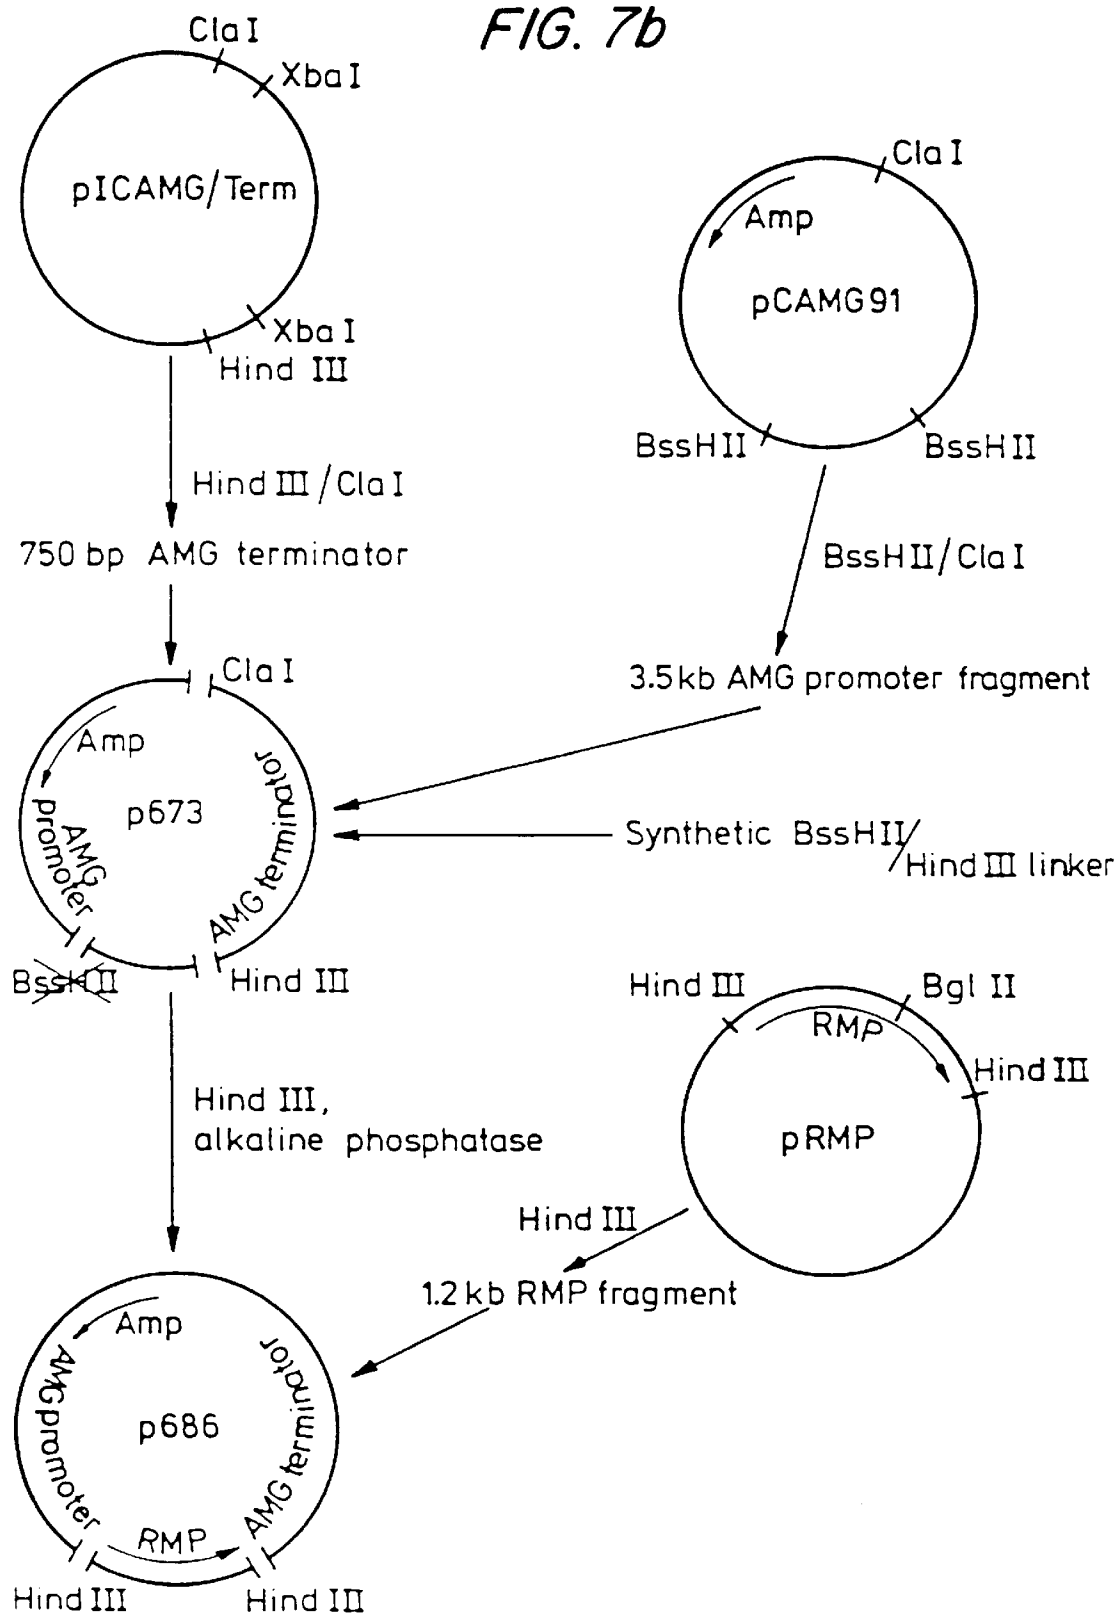 FIG. 7b
Cla I
Xba I
pICAMG/Term
Xba I
Hind III
Cla I
Amp
pCAMG91
BssH II
BssH II
Hind III/Cla I
750 bp AMG terminator
BssH II/Cla I
3.5 kb AMG promoter fragment
Cla I
Amp
p673
AMG
promoter
AMG terminator
Synthetic BssH II/
Hind III linker
BssH II
Hind III
Hind III
Bgl II
RMP
Hind III
pRMP
Hind III,
alkaline phosphatase
Hind III
1.2 kb RMP fragment
Amp
p686
AMG promoter
AMG terminator
RMP
Hind III
Hind III